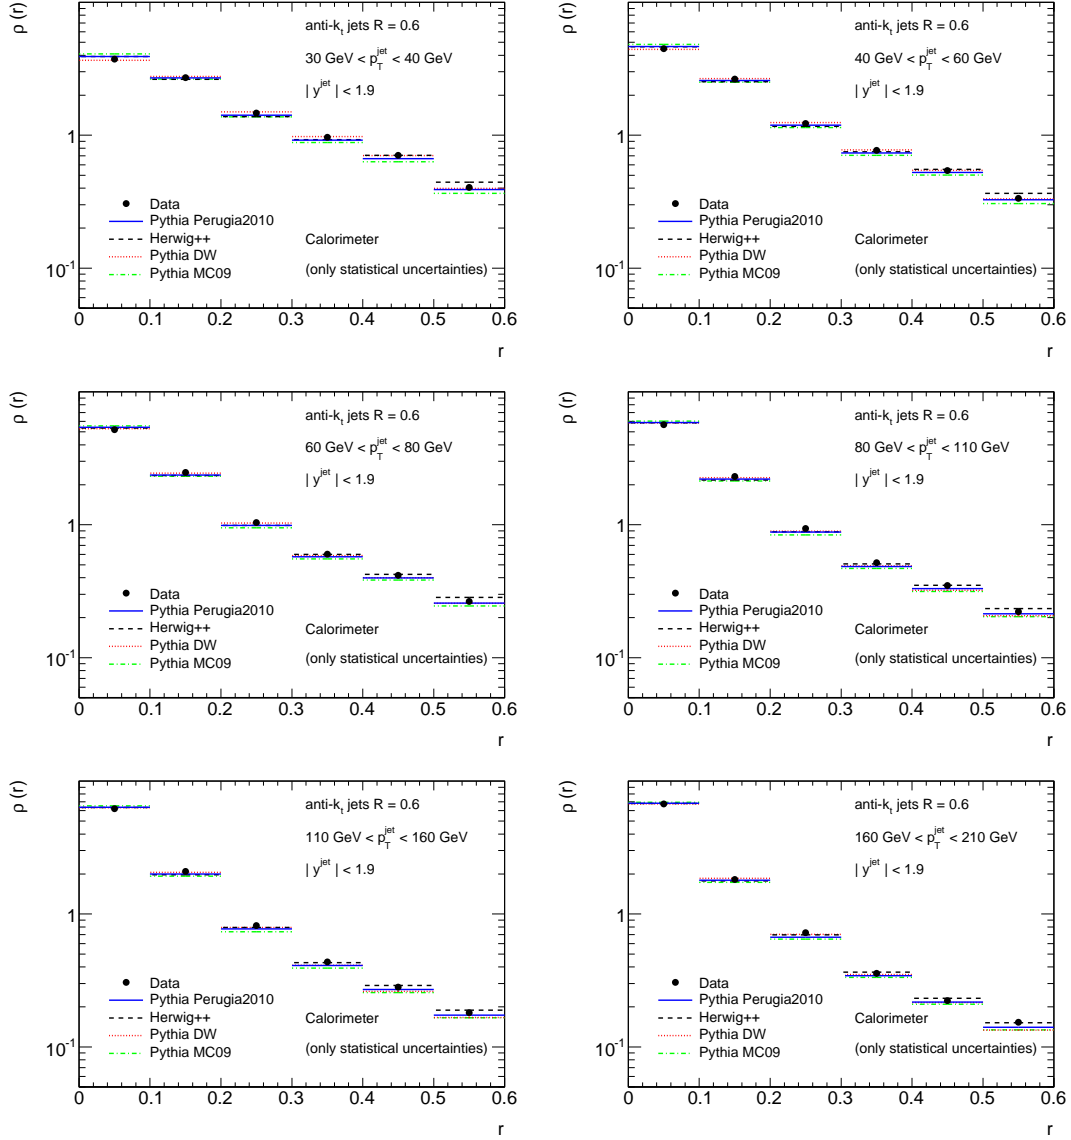 ρ (r)
anti-k_t jets R = 0.6
30 GeV < p_T^jet < 40 GeV
| y^jet | < 1.9
1
Data
Pythia Perugia2010
Herwig++
Pythia DW
Pythia MC09
Calorimeter
(only statistical uncertainties)
10^-1
0 0.1 0.2 0.3 0.4 0.5 0.6
r
ρ (r)
anti-k_t jets R = 0.6
40 GeV < p_T^jet < 60 GeV
| y^jet | < 1.9
1
Data
Pythia Perugia2010
Herwig++
Pythia DW
Pythia MC09
Calorimeter
(only statistical uncertainties)
10^-1
0 0.1 0.2 0.3 0.4 0.5 0.6
r
ρ (r)
anti-k_t jets R = 0.6
60 GeV < p_T^jet < 80 GeV
| y^jet | < 1.9
1
Data
Pythia Perugia2010
Herwig++
Pythia DW
Pythia MC09
Calorimeter
(only statistical uncertainties)
10^-1
0 0.1 0.2 0.3 0.4 0.5 0.6
r
ρ (r)
anti-k_t jets R = 0.6
80 GeV < p_T^jet < 110 GeV
| y^jet | < 1.9
1
Data
Pythia Perugia2010
Herwig++
Pythia DW
Pythia MC09
Calorimeter
(only statistical uncertainties)
10^-1
0 0.1 0.2 0.3 0.4 0.5 0.6
r
ρ (r)
anti-k_t jets R = 0.6
110 GeV < p_T^jet < 160 GeV
| y^jet | < 1.9
1
Data
Pythia Perugia2010
Herwig++
Pythia DW
Pythia MC09
Calorimeter
(only statistical uncertainties)
10^-1
0 0.1 0.2 0.3 0.4 0.5 0.6
r
ρ (r)
anti-k_t jets R = 0.6
160 GeV < p_T^jet < 210 GeV
| y^jet | < 1.9
1
Data
Pythia Perugia2010
Herwig++
Pythia DW
Pythia MC09
Calorimeter
(only statistical uncertainties)
10^-1
0 0.1 0.2 0.3 0.4 0.5 0.6
r